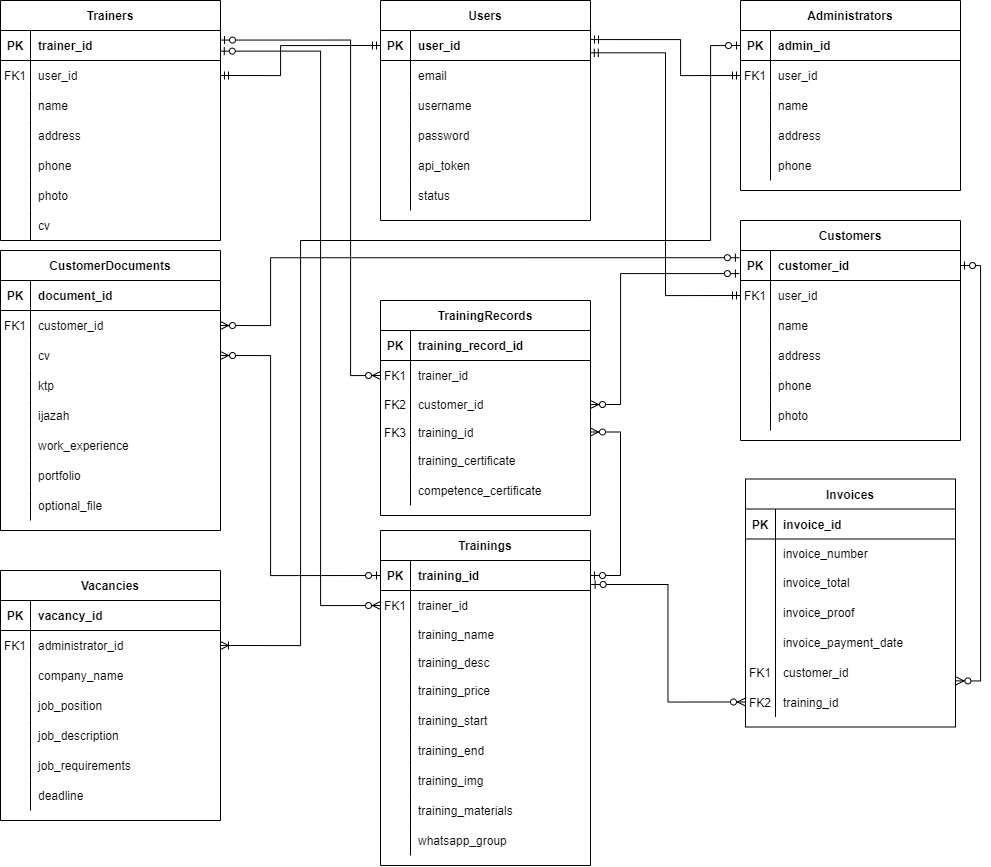 Trainers
PK trainer_id
FK1 user_id
name
address
phone
photo
cv
Users
PK user_id
email
username
password
api_token
status
Administrators
PK admin_id
FK1 user_id
name
address
phone
CustomerDocuments
PK document_id
FK1 customer_id
cv
ktp
ijazah
work_experience
portfolio
optional_file
TrainingRecords
PK training_record_id
FK1 trainer_id
FK2 customer_id
FK3 training_id
training_certificate
competence_certificate
Customers
PK customer_id
FK1 user_id
name
address
phone
photo
Vacancies
PK vacancy_id
FK1 administrator_id
company_name
job_position
job_description
job_requirements
deadline
Trainings
PK training_id
FK1 trainer_id
training_name
training_desc
training_price
training_start
training_end
training_img
training_materials
whatsapp_group
Invoices
PK invoice_id
invoice_number
invoice_total
invoice_proof
invoice_payment_date
FK1 customer_id
FK2 training_id